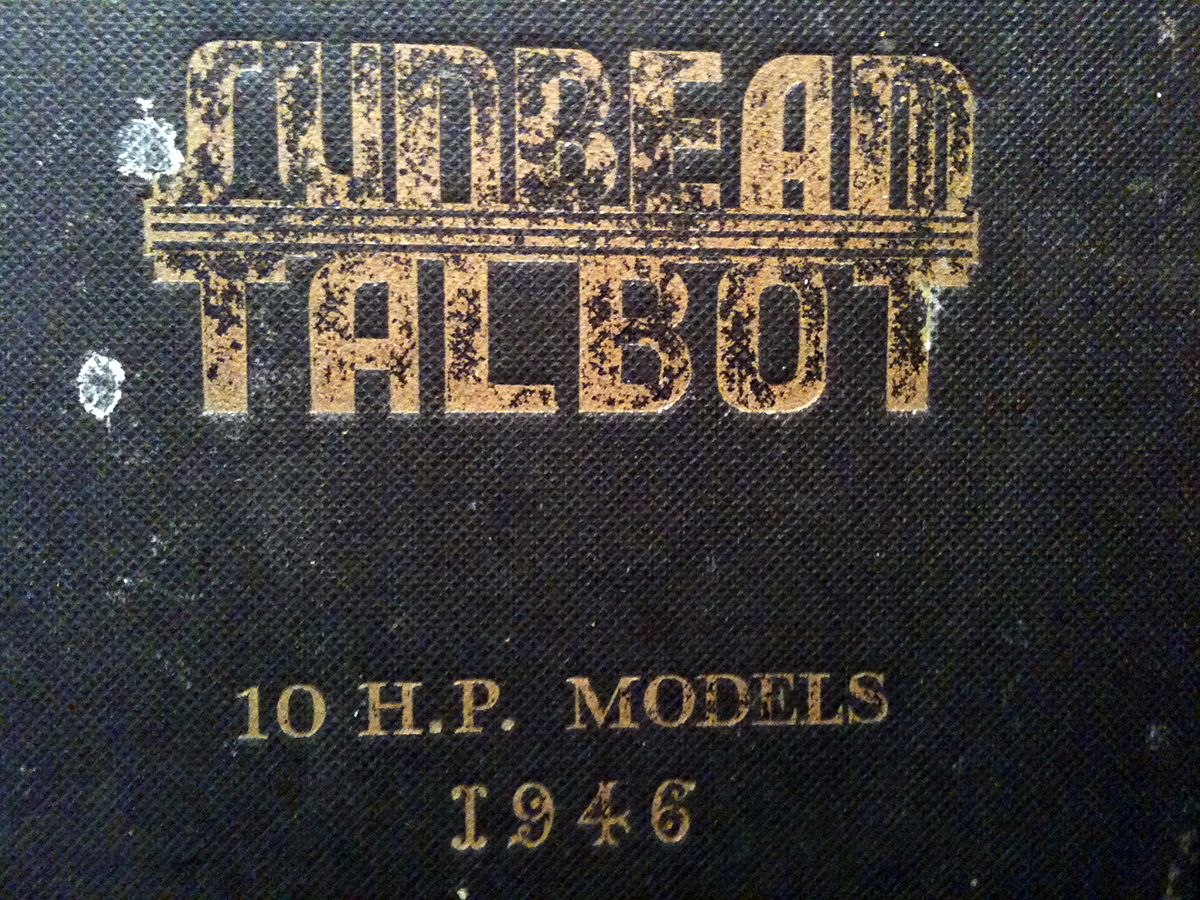 SUNBEAM
TALBOT
10 H.P. MODELS
1946